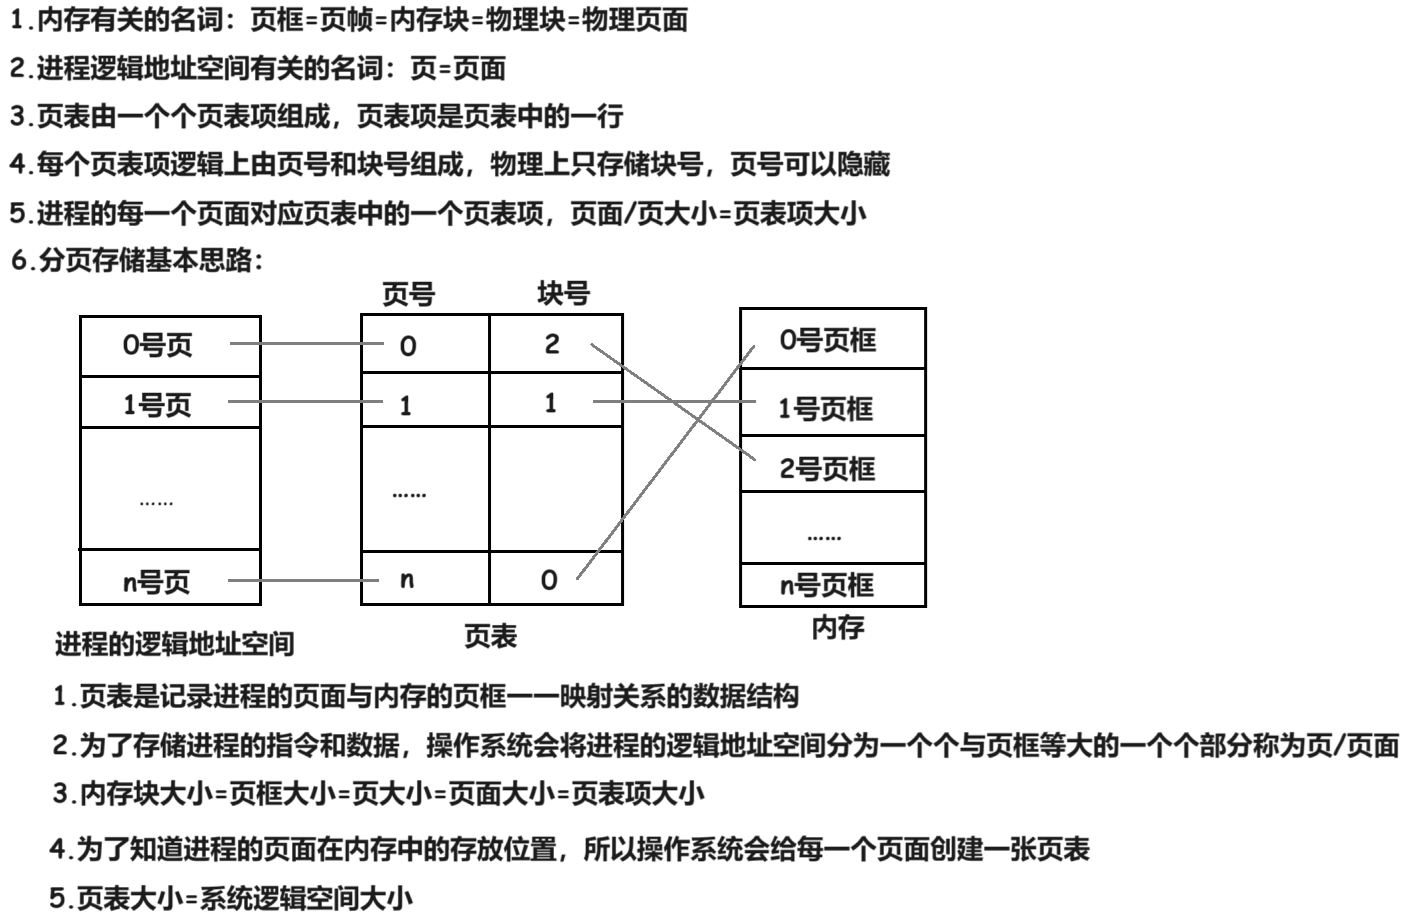 1.内存有关的名词：页框=页帧=内存块=物理块=物理页面
2.进程逻辑地址空间有关的名词：页=页面
3.页表由一个个页表项组成，页表项是页表中的一行
4.每个页表项逻辑上由页号和块号组成，物理上只存储块号，页号可以隐藏
5.进程的每一个页面对应页表中的一个页表项，页面/页大小=页表项大小
6.分页存储基本思路：
页号 块号
0号页 0 2 0号页框
1号页 1 1 1号页框
2号页框
…… …… ……
n号页 n 0 n号页框
进程的逻辑地址空间 页表 内存
1.页表是记录进程的页面与内存的页框一一映射关系的数据结构
2.为了存储进程的指令和数据，操作系统会将进程的逻辑地址空间分为一个个与页框等大的一个个部分称为页/页面
3.内存块大小=页框大小=页大小=页面大小=页表项大小
4.为了知道进程的页面在内存中的存放位置，所以操作系统会给每一个页面创建一张页表
5.页表大小=系统逻辑空间大小